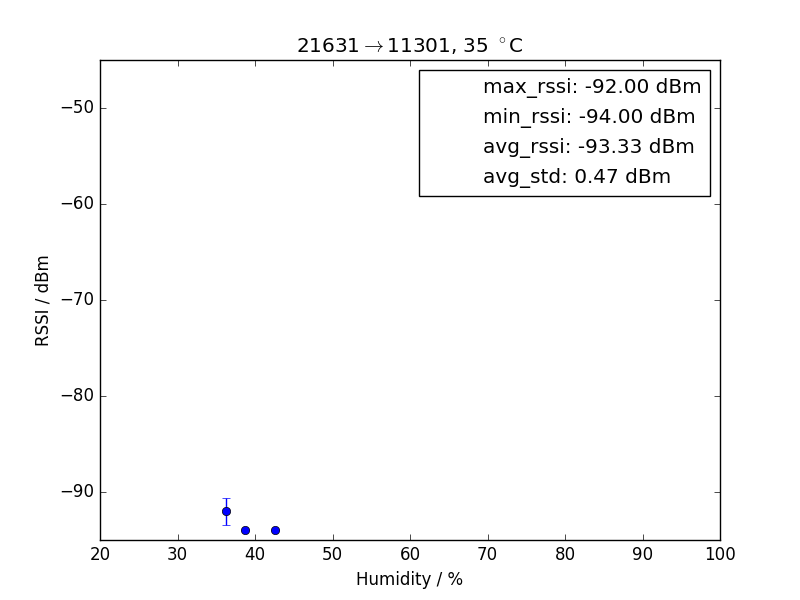 21631→11301, 35 °C
max_rssi: -92.00 dBm
min_rssi: -94.00 dBm
avg_rssi: -93.33 dBm
avg_std: 0.47 dBm
RSSI / dBm
−50
−60
−70
−80
−90
20 30 40 50 60 70 80 90 100
Humidity / %